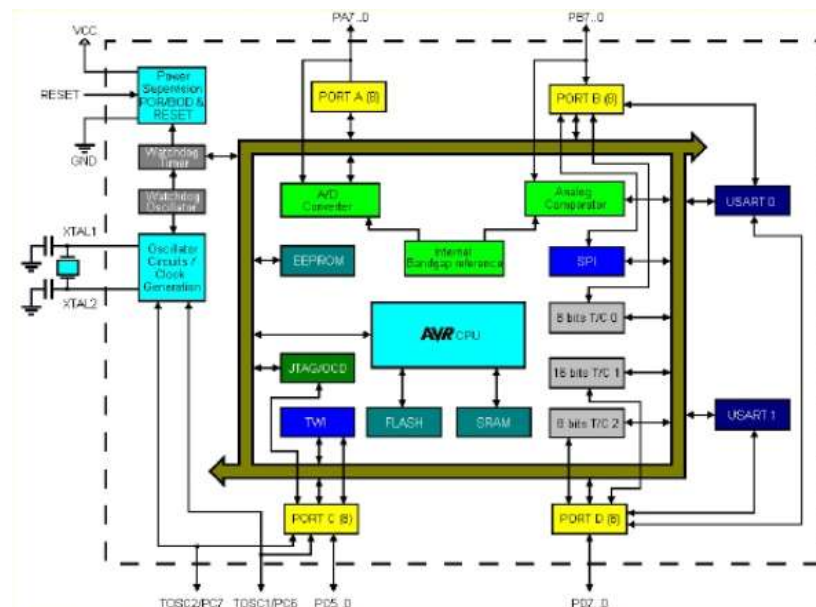 PA7..0
PB7..0
VCC
Power
Supervision
POR/BOD &
RESET
PORT A (8)
PORT B (8)
RESET
GND
Watchdog
Timer
Watchdog
Oscillator
A/D
Converter
Analog
Comparator
USART 0
XTAL1
Oscillator
Circuits /
Clock
Generation
EEPROM
Internal
Bandgap reference
SPI
XTAL2
8 bits T/C 0
AVR CPU
JTAG/OCD
16 bits T/C 1
TWI
FLASH
SRAM
8 bits T/C 2
USART 1
PORT C (8)
PORT D (8)
TOSC2/PC7
TOSC1/PC6
PC5..0
PD7..0